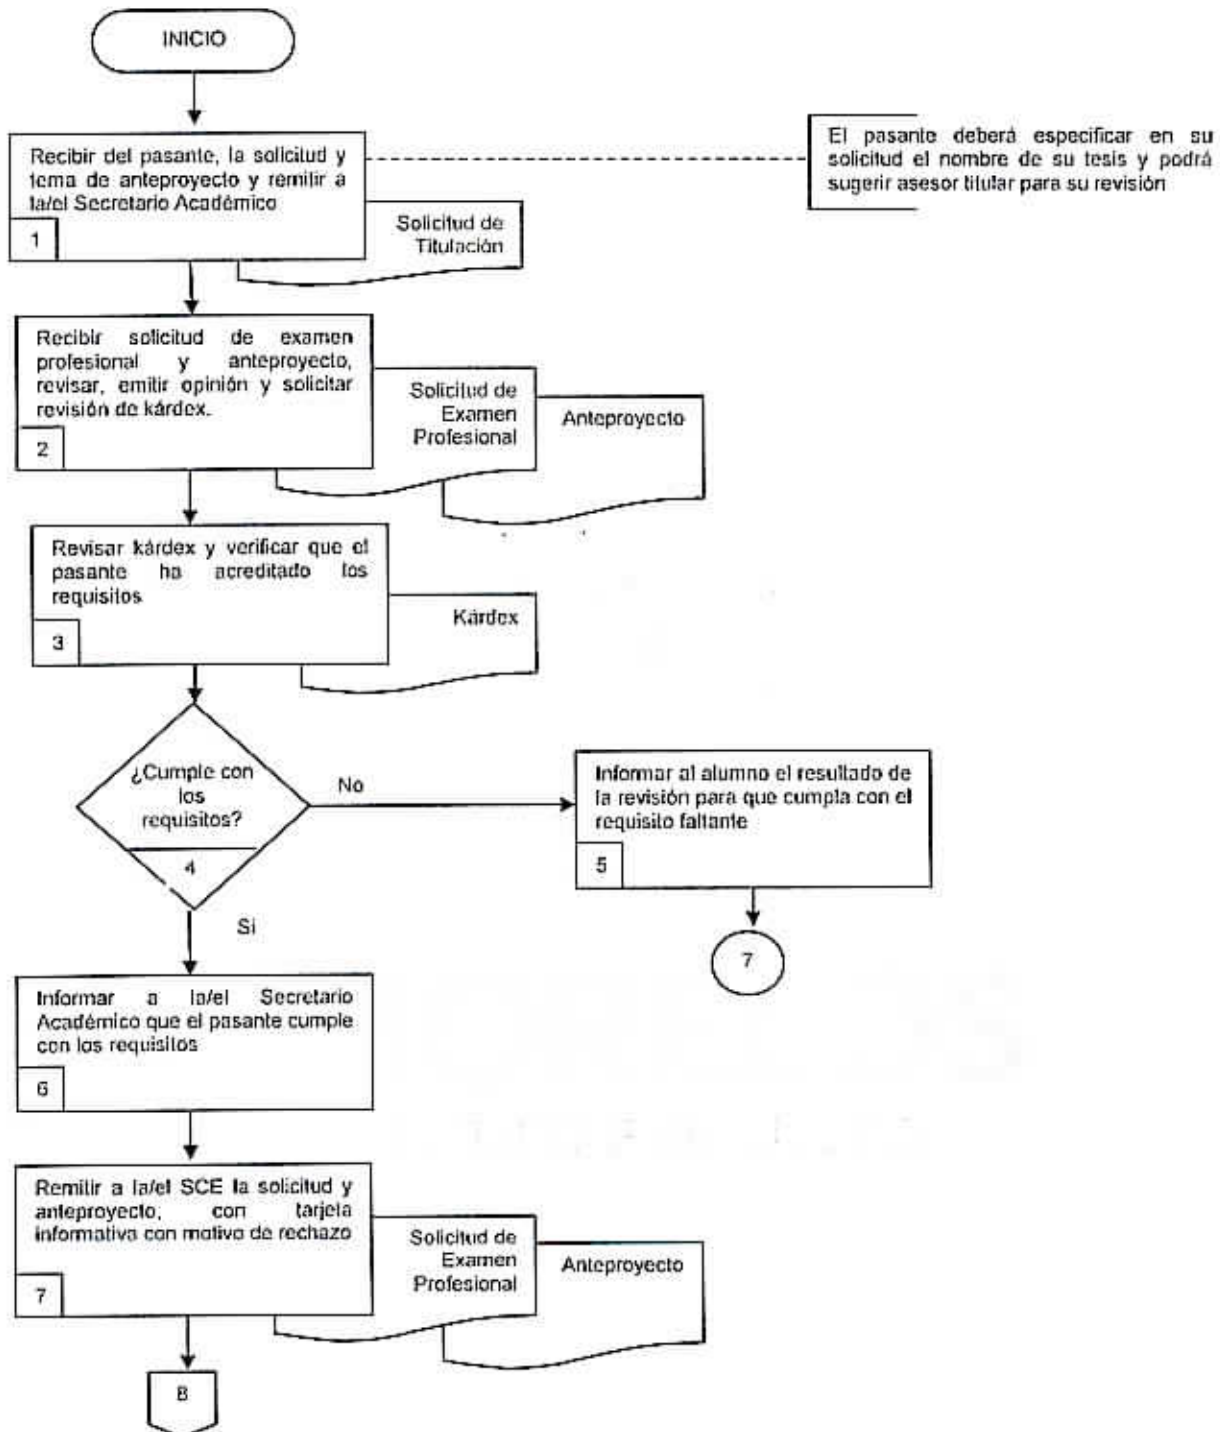 INICIO
Recibir del pasante, la solicitud y
tema de anteproyecto y remitir a
la/el Secretario Académico
1
Solicitud de
Titulación
El pasante deberá especificar en su
solicitud el nombre de su tesis y podrá
sugerir asesor titular para su revisión
Recibir solicitud de examen
profesional y anteproyecto,
revisar, emitir opinión y solicitar
revisión de kárdex.
2
Solicitud de
Examen
Profesional
Anteproyecto
Revisar kárdex y verificar que el
pasante ha acreditado los
requisitos
3
Kárdex
¿Cumple con
los
requisitos?
4
No
Informar al alumno el resultado de
la revisión para que cumpla con el
requisito faltante
5
7
Sí
Informar a la/el Secretario
Académico que el pasante cumple
con los requisitos
6
Remitir a la/el SCE la solicitud y
anteproyecto, con tarjeta
informativa con motivo de rechazo
7
Solicitud de
Examen
Profesional
Anteproyecto
8